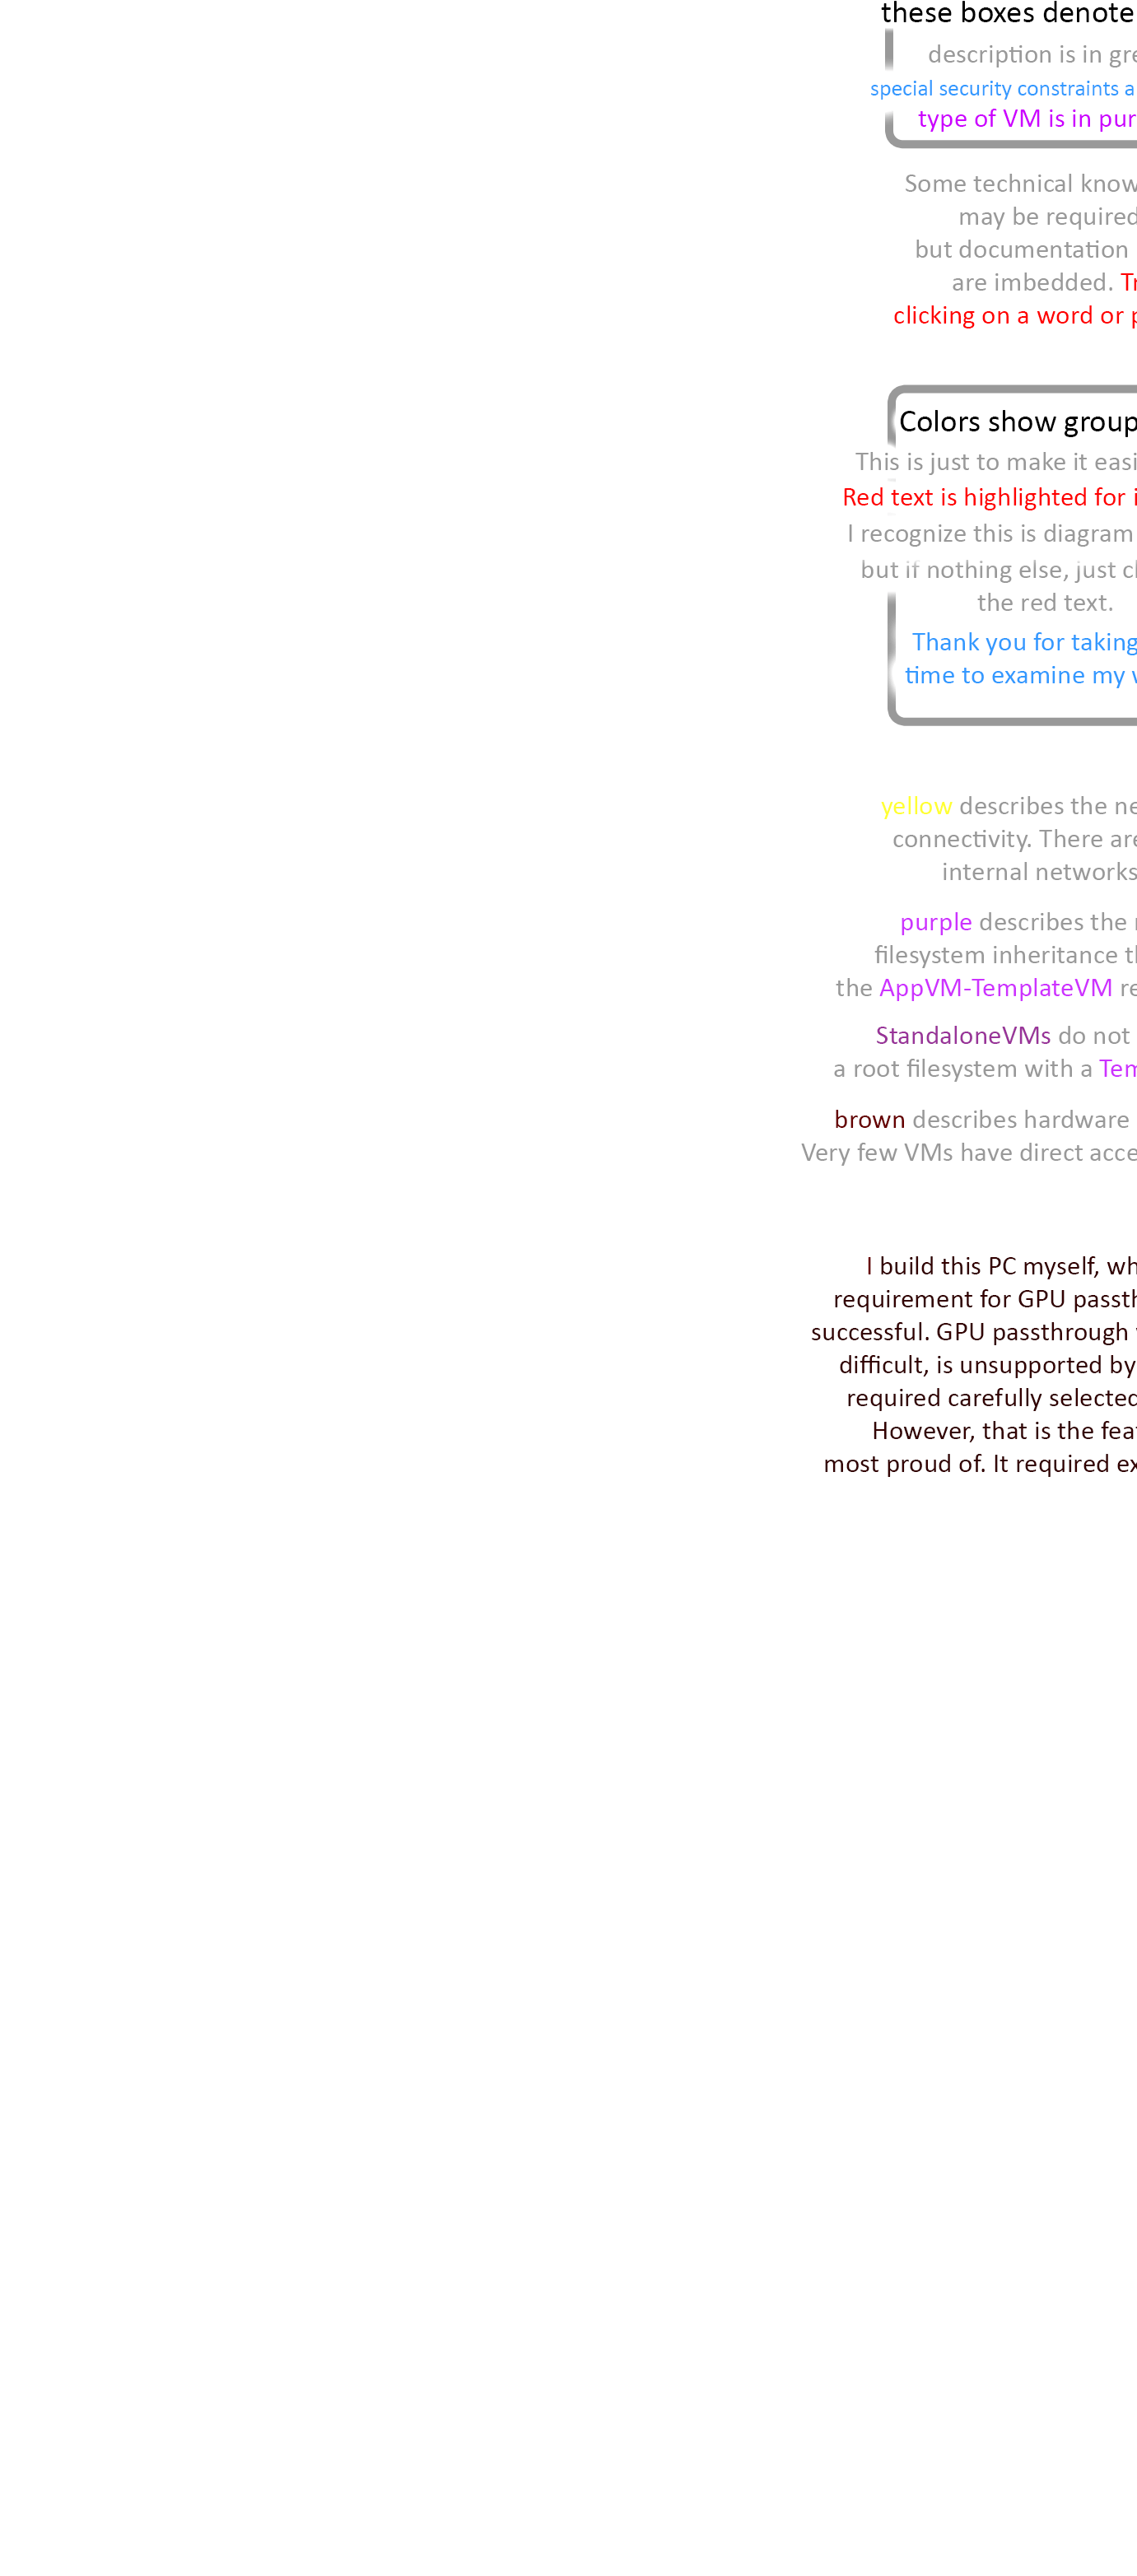 these boxes denote
description is in gre
special security constraints a
type of VM is in pur
Some technical know
may be required
but documentation
are imbedded. Tr
clicking on a word or p
Colors show group
This is just to make it easi
Red text is highlighted for i
I recognize this is diagram
but if nothing else, just cl
the red text.
Thank you for taking
time to examine my w
yellow describes the ne
connectivity. There are
internal networks
purple describes the r
filesystem inheritance th
the AppVM-TemplateVM re
StandaloneVMs do not
a root filesystem with a Tem
brown describes hardware
Very few VMs have direct acce
I build this PC myself, wh
requirement for GPU passth
successful. GPU passthrough
difficult, is unsupported by
required carefully selected
However, that is the feat
most proud of. It required ex